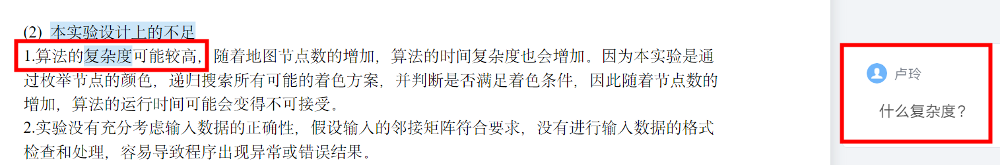 (2) 本实验设计上的不足
1.算法的复杂度可能较高，随着地图节点数的增加，算法的时间复杂度也会增加。因为本实验是通
过枚举节点的颜色，递归搜索所有可能的着色方案，并判断是否满足着色条件，因此随着节点数的
增加，算法的运行时间可能会变得不可接受。
2.实验没有充分考虑输入数据的正确性，假设输入的邻接矩阵符合要求，没有进行输入数据的格式
检查和处理，容易导致程序出现异常或错误结果。
卢玲
什么复杂度？